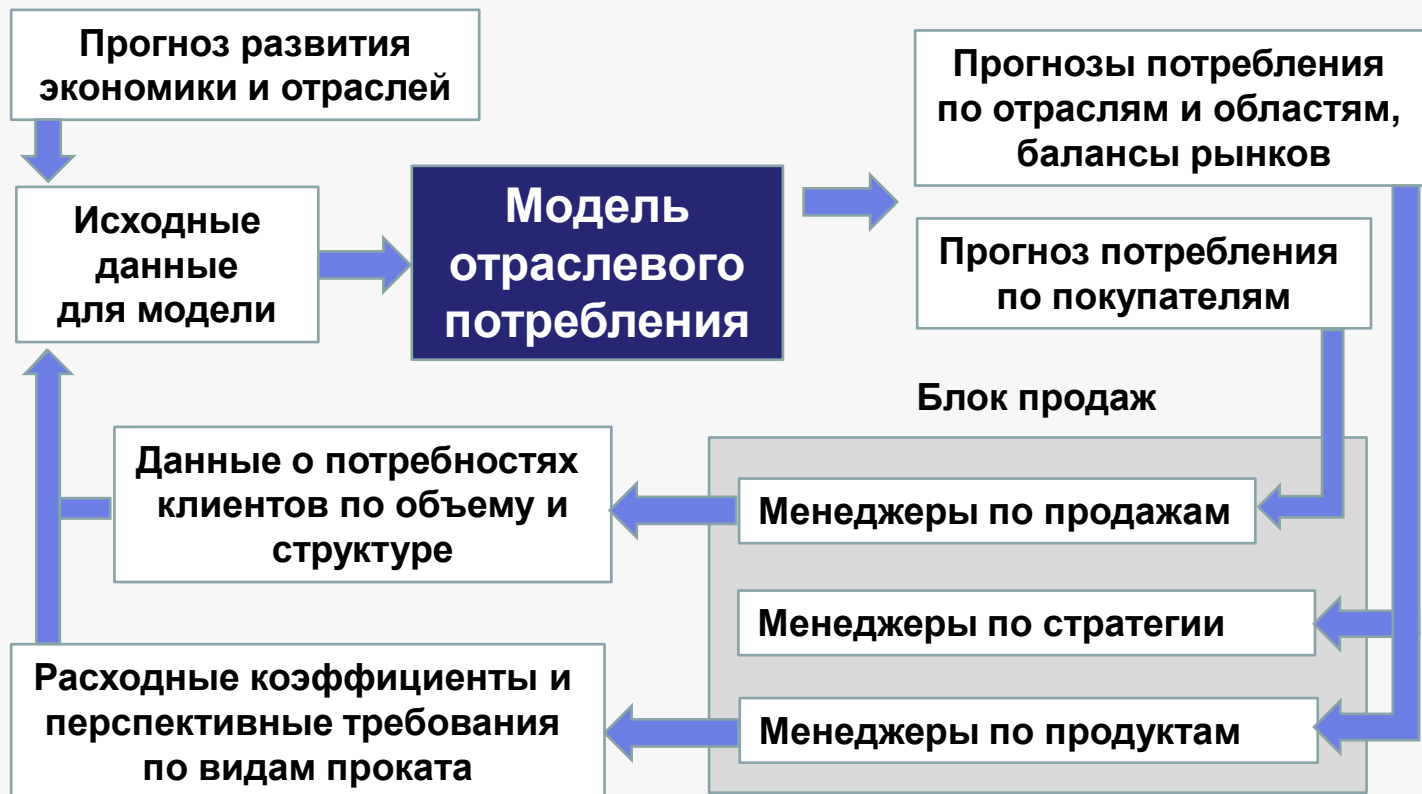 Прогноз развития
экономики и отраслей
Исходные
данные
для модели
Модель
отраслевого
потребления
Прогнозы потребления
по отраслям и областям,
балансы рынков
Прогноз потребления
по покупателям
Блок продаж
Данные о потребностях
клиентов по объему и
структуре
Менеджеры по продажам
Менеджеры по стратегии
Расходные коэффициенты и
перспективные требования
по видам проката
Менеджеры по продуктам